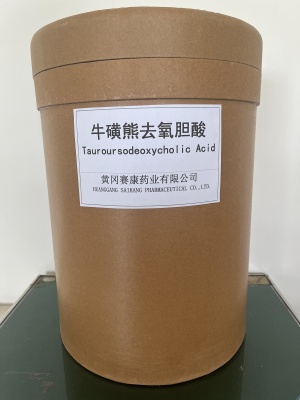 牛磺熊去氧胆酸
Tauroursodeoxycholic Acid
黄冈赛康药业有限公司
HUANGGANG SAIKANG PHARMACEUTICAL CO.,LTD.